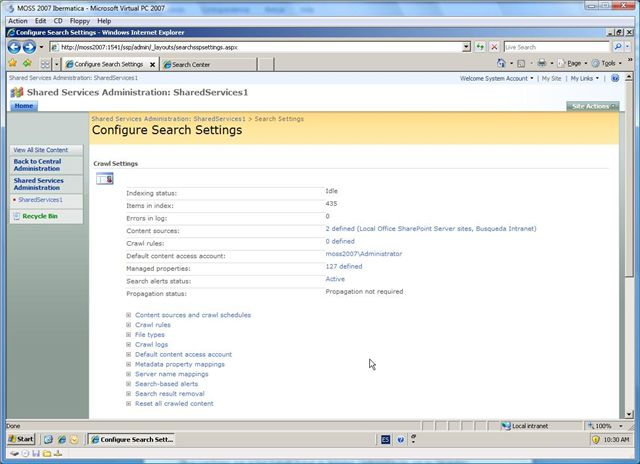 MOSS 2007 Ibermatica - Microsoft Virtual PC 2007
Action Edit CD Floppy Help
Configure Search Settings - Windows Internet Explorer
http://moss2007:1541/ssp/admin/_layouts/searchsspsettings.aspx
Live Search
Configure Search Settings
Search Center
Page
Tools
Shared Services Administration: SharedServices1
Welcome System Account
My Site
My Links
Shared Services Administration: SharedServices1
Home
Site Actions
Shared Services Administration: SharedServices1 > Search Settings
Configure Search Settings
View All Site Content
Back to Central
Administration
Shared Services
Administration
SharedServices1
Recycle Bin
Crawl Settings
Indexing status: Idle
Items in index: 435
Errors in log: 0
Content sources: 2 defined (Local Office SharePoint Server sites, Busqueda Intranet)
Crawl rules: 0 defined
Default content access account: moss2007\Administrator
Managed properties: 127 defined
Search alerts status: Active
Propagation status: Propagation not required
Content sources and crawl schedules
Crawl rules
File types
Crawl logs
Default content access account
Metadata property mappings
Server name mappings
Search-based alerts
Search result removal
Reset all crawled content
Done
Local intranet
100%
Start
Configure Search Sett...
ES
10:30 AM